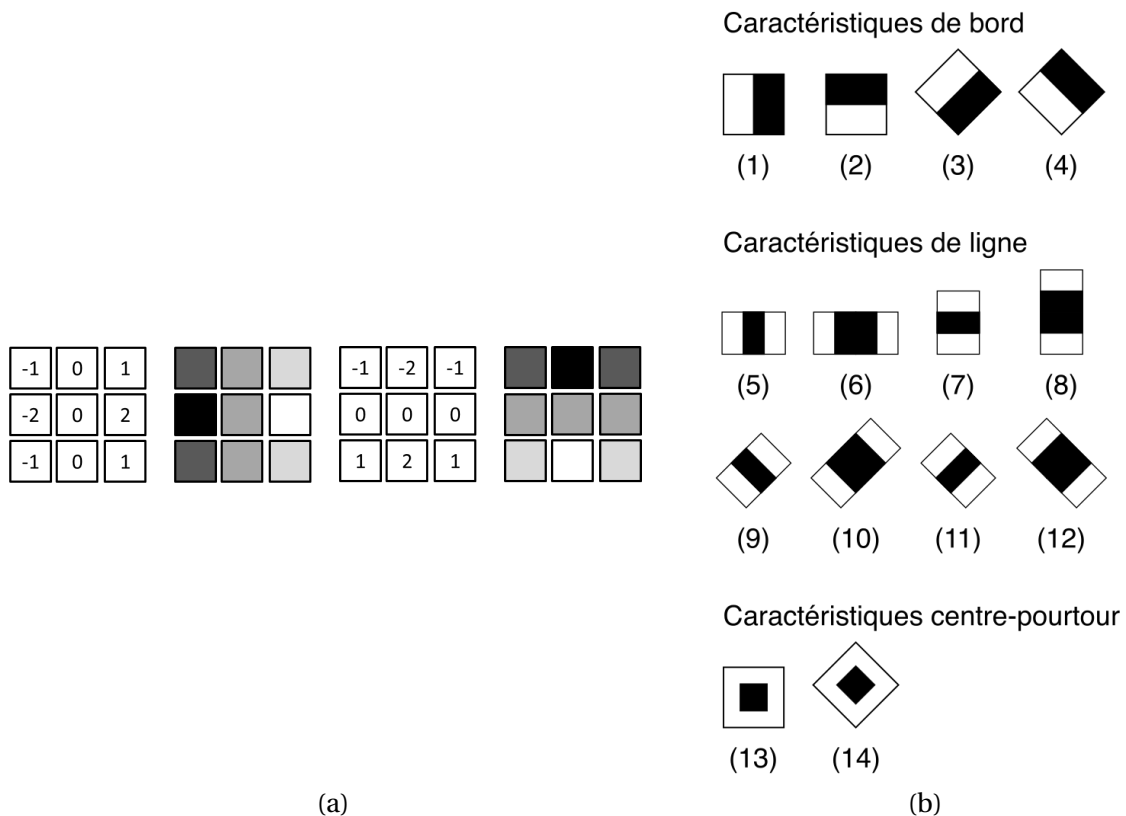 Caractéristiques de bord
(1) (2) (3) (4)
Caractéristiques de ligne
(5) (6) (7) (8)
(9) (10) (11) (12)
Caractéristiques centre-pourtour
(13) (14)
-1 0 1 -1 -2 -1
-2 0 2 0 0 0
-1 0 1 1 2 1
(a) (b)